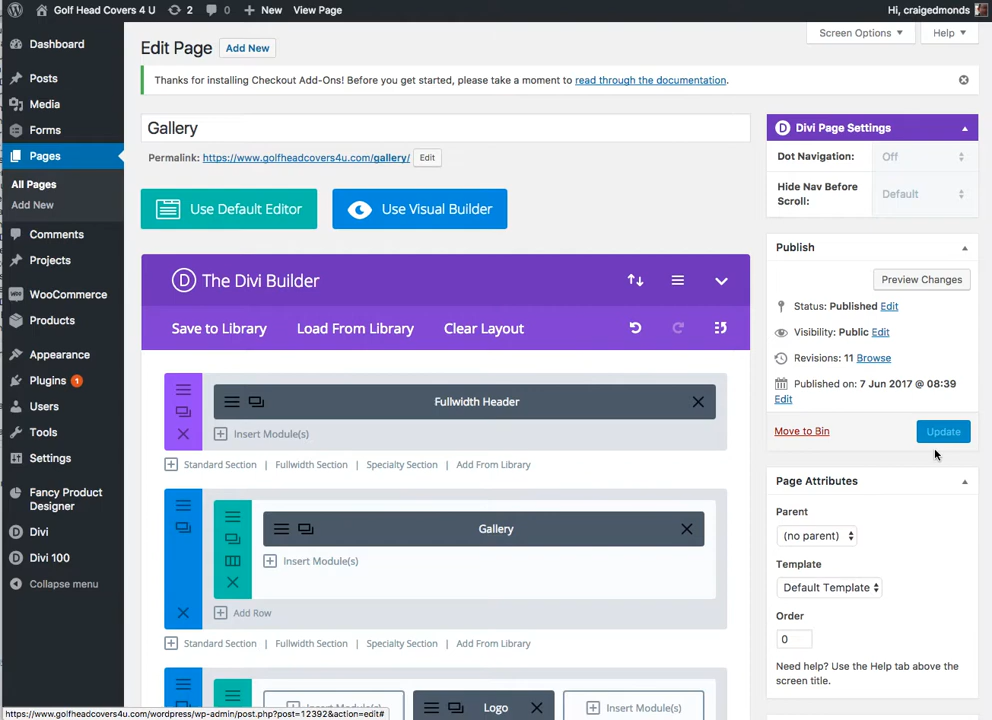 Golf Head Covers 4 U 2 0 New View Page Hi, craigedmonds
Dashboard
Posts
Media
Forms
Pages
All Pages
Add New
Comments
Projects
WooCommerce
Products
Appearance
Plugins 1
Users
Tools
Settings
Fancy Product
Designer
Divi
Divi 100
Collapse menu
Screen Options Help
Edit Page Add New
Thanks for installing Checkout Add-Ons! Before you get started, please take a moment to read through the documentation.
Gallery
Permalink: https://www.golfheadcovers4u.com/gallery/ Edit
Use Default Editor Use Visual Builder
The Divi Builder
Save to Library Load From Library Clear Layout
Fullwidth Header
Insert Module(s)
Standard Section | Fullwidth Section | Specialty Section | Add From Library
Gallery
Insert Module(s)
Add Row
Standard Section | Fullwidth Section | Specialty Section | Add From Library
Insert Module(s) Logo Insert Module(s)
Divi Page Settings
Dot Navigation: Off
Hide Nav Before
Scroll: Default
Publish
Preview Changes
Status: Published Edit
Visibility: Public Edit
Revisions: 11 Browse
Published on: 7 Jun 2017 @ 08:39
Edit
Move to Bin Update
Page Attributes
Parent
(no parent)
Template
Default Template
Order
0
Need help? Use the Help tab above the
screen title.
https://www.golfheadcovers4u.com/wordpress/wp-admin/post.php?post=12392&action=edit#